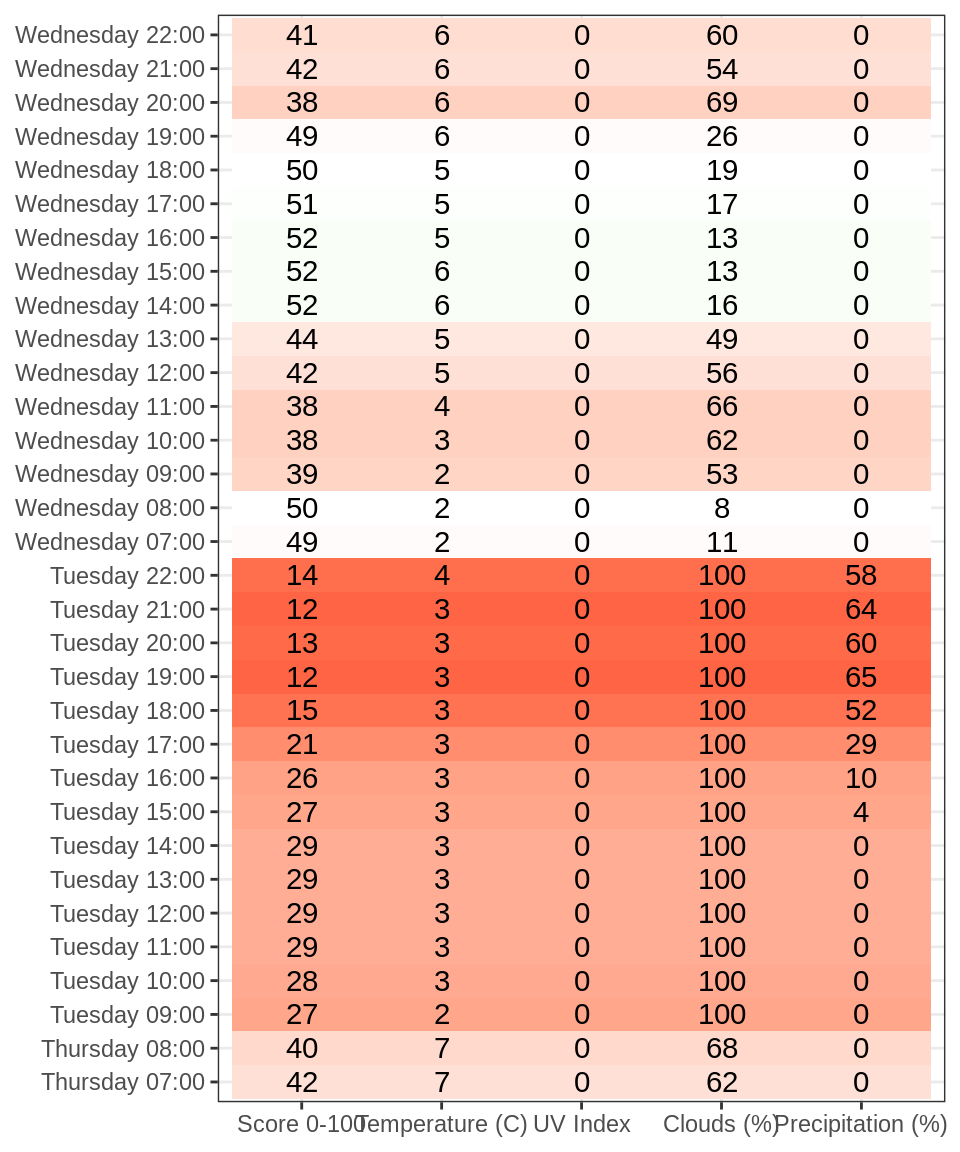 Wednesday 22:00 41 6 0 60 0
Wednesday 21:00 42 6 0 54 0
Wednesday 20:00 38 6 0 69 0
Wednesday 19:00 49 6 0 26 0
Wednesday 18:00 50 5 0 19 0
Wednesday 17:00 51 5 0 17 0
Wednesday 16:00 52 5 0 13 0
Wednesday 15:00 52 6 0 13 0
Wednesday 14:00 52 6 0 16 0
Wednesday 13:00 44 5 0 49 0
Wednesday 12:00 42 5 0 56 0
Wednesday 11:00 38 4 0 66 0
Wednesday 10:00 38 3 0 62 0
Wednesday 09:00 39 2 0 53 0
Wednesday 08:00 50 2 0 8 0
Wednesday 07:00 49 2 0 11 0
Tuesday 22:00 14 4 0 100 58
Tuesday 21:00 12 3 0 100 64
Tuesday 20:00 13 3 0 100 60
Tuesday 19:00 12 3 0 100 65
Tuesday 18:00 15 3 0 100 52
Tuesday 17:00 21 3 0 100 29
Tuesday 16:00 26 3 0 100 10
Tuesday 15:00 27 3 0 100 4
Tuesday 14:00 29 3 0 100 0
Tuesday 13:00 29 3 0 100 0
Tuesday 12:00 29 3 0 100 0
Tuesday 11:00 29 3 0 100 0
Tuesday 10:00 28 3 0 100 0
Tuesday 09:00 27 2 0 100 0
Thursday 08:00 40 7 0 68 0
Thursday 07:00 42 7 0 62 0
Score 0-100 Temperature (C) UV Index Clouds (%) Precipitation (%)